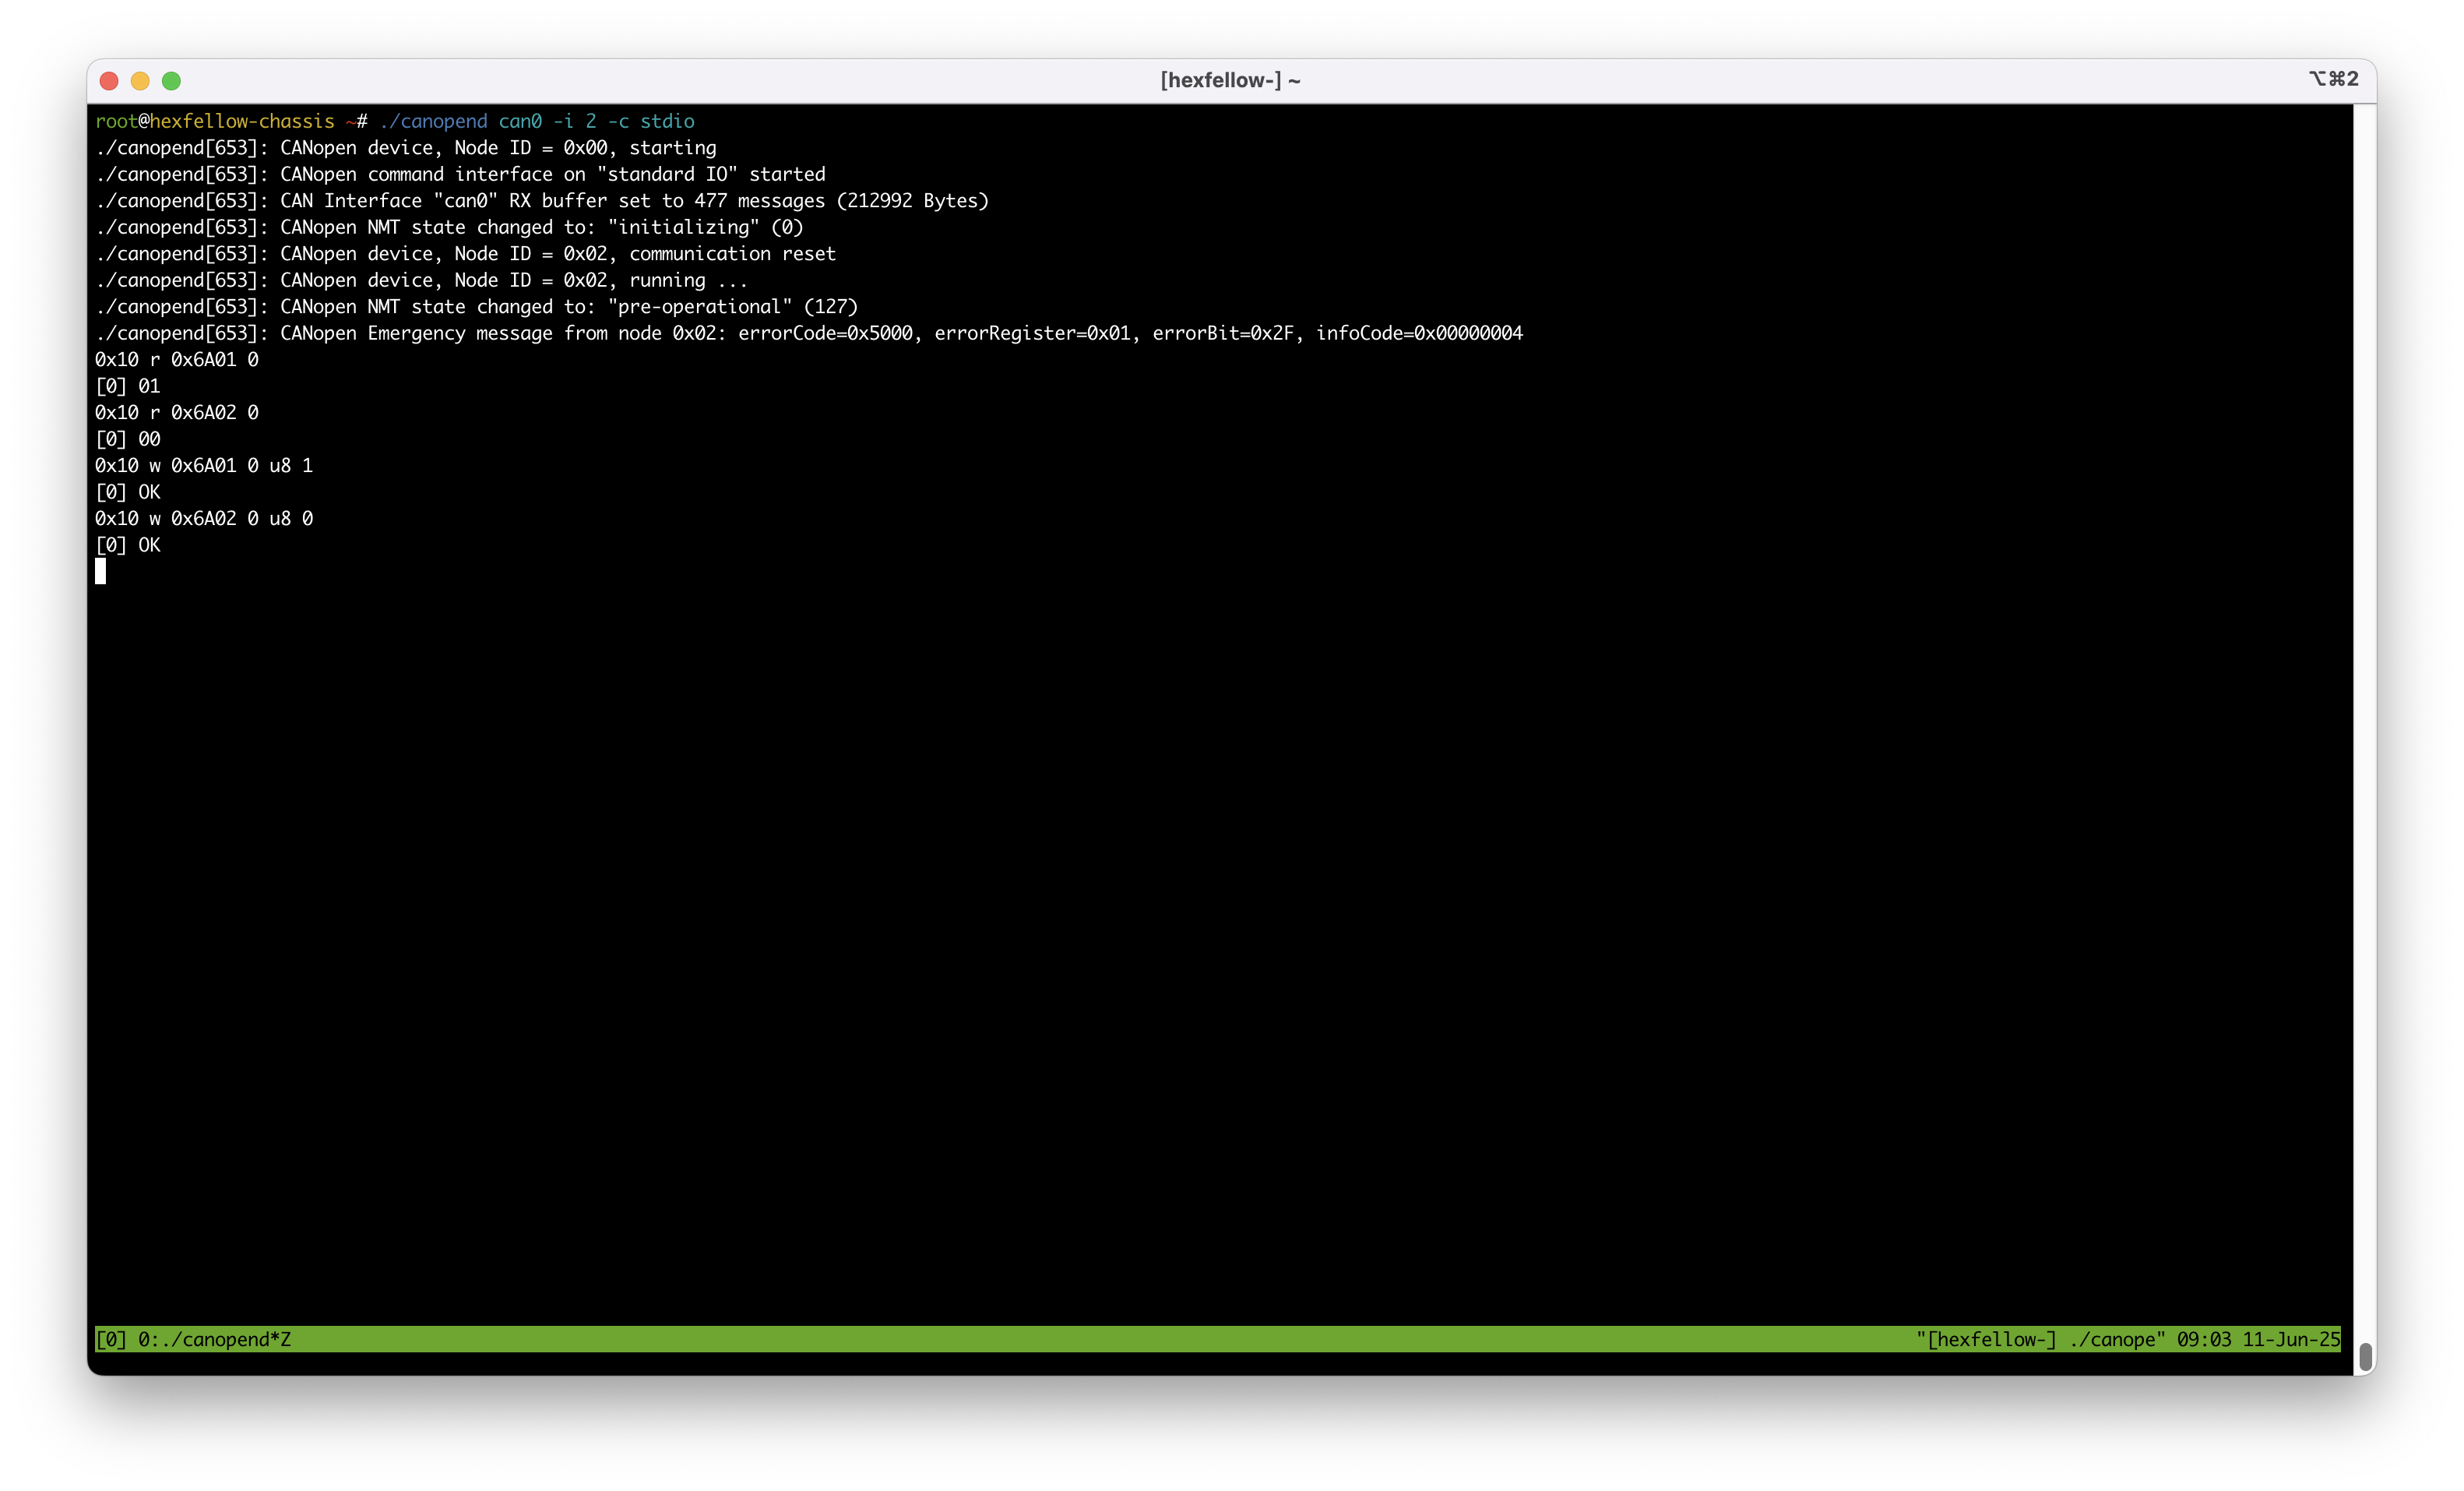 [hexfellow-] ~
⌥⌘2
root@hexfellow-chassis ~# ./canopend can0 -i 2 -c stdio
./canopend[653]: CANopen device, Node ID = 0x00, starting
./canopend[653]: CANopen command interface on "standard IO" started
./canopend[653]: CAN Interface "can0" RX buffer set to 477 messages (212992 Bytes)
./canopend[653]: CANopen NMT state changed to: "initializing" (0)
./canopend[653]: CANopen device, Node ID = 0x02, communication reset
./canopend[653]: CANopen device, Node ID = 0x02, running ...
./canopend[653]: CANopen NMT state changed to: "pre-operational" (127)
./canopend[653]: CANopen Emergency message from node 0x02: errorCode=0x5000, errorRegister=0x01, errorBit=0x2F, infoCode=0x00000004
0x10 r 0x6A01 0
[0] 01
0x10 r 0x6A02 0
[0] 00
0x10 w 0x6A01 0 u8 1
[0] OK
0x10 w 0x6A02 0 u8 0
[0] OK
[0] 0:./canopend*Z
"[hexfellow-] ./canope" 09:03 11-Jun-25